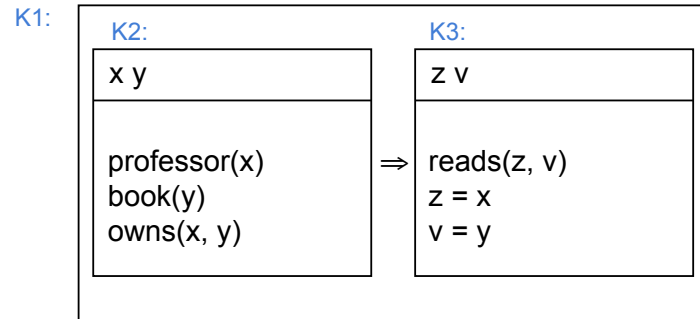 K1:
K2:
K3:
x y
z v
professor(x)
book(y)
owns(x, y)
⇒
reads(z, v)
z = x
v = y